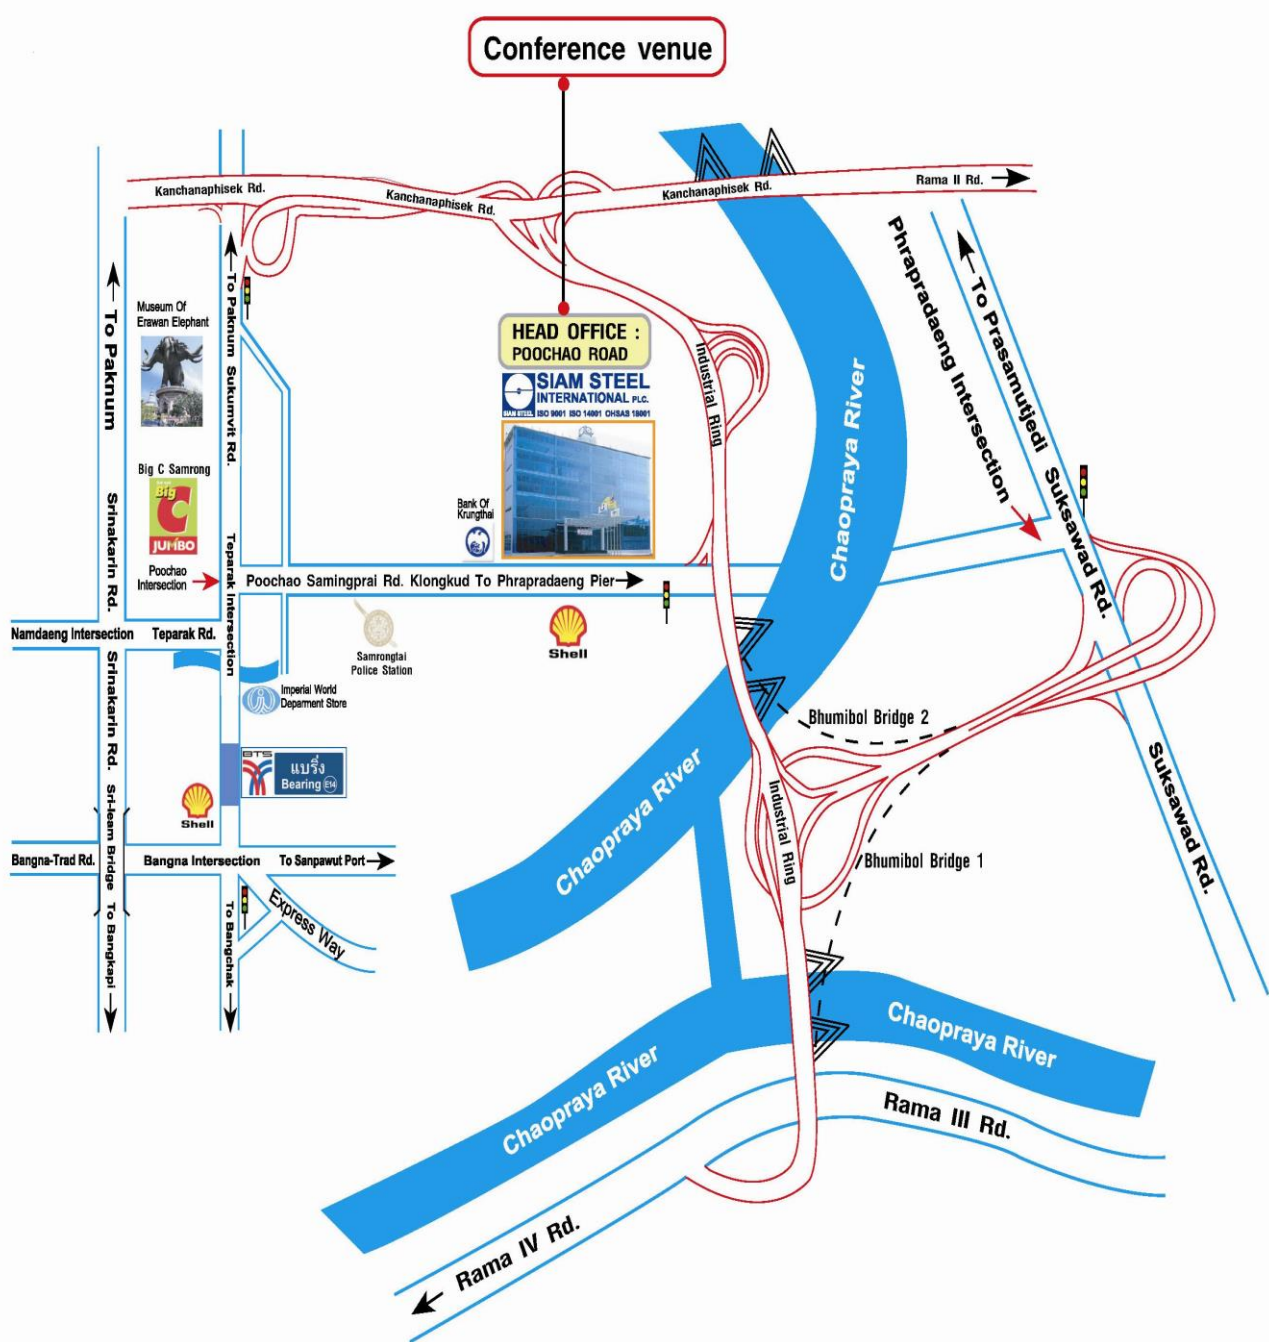 Conference venue
Kanchanaphisek Rd.
Kanchanaphisek Rd.
Kanchanaphisek Rd.
Rama II Rd.
Museum Of
Erawan Elephant
To Paknum
To Paknum Sukumvit Rd.
HEAD OFFICE :
POOCHAO ROAD
SIAM STEEL
INTERNATIONAL PLC.
SIAM STEEL
ISO 9001 ISO 14001 OHSAS 18001
Industrial Ring
Chaopraya River
Phrapradaeng Intersection
To Prasamutjedi
Suksawad Rd.
Big C Samrong
Big
C
JUMBO
Srinakarin Rd.
Teparak Intersection
Bank Of
Krungthai
Poochao
Intersection
Poochao Samingprai Rd. Klongkud To Phrapradaeng Pier
Namdaeng Intersection
Teparak Rd.
Samrongtai
Police Station
Shell
Srinakarin Rd.
Imperial World
Deparment Store
Bhumibol Bridge 2
BTS
แบริ่ง
Bearing E14
Shell
Sri-leam Bridge
Chaopraya River
Industrial Ring
Suksawad Rd.
Bangna-Trad Rd.
Bangna Intersection
To Sanpawut Port
Bhumibol Bridge 1
To Bangkapi
To Bangchak
Express Way
Chaopraya River
Chaopraya River
Rama III Rd.
Rama IV Rd.